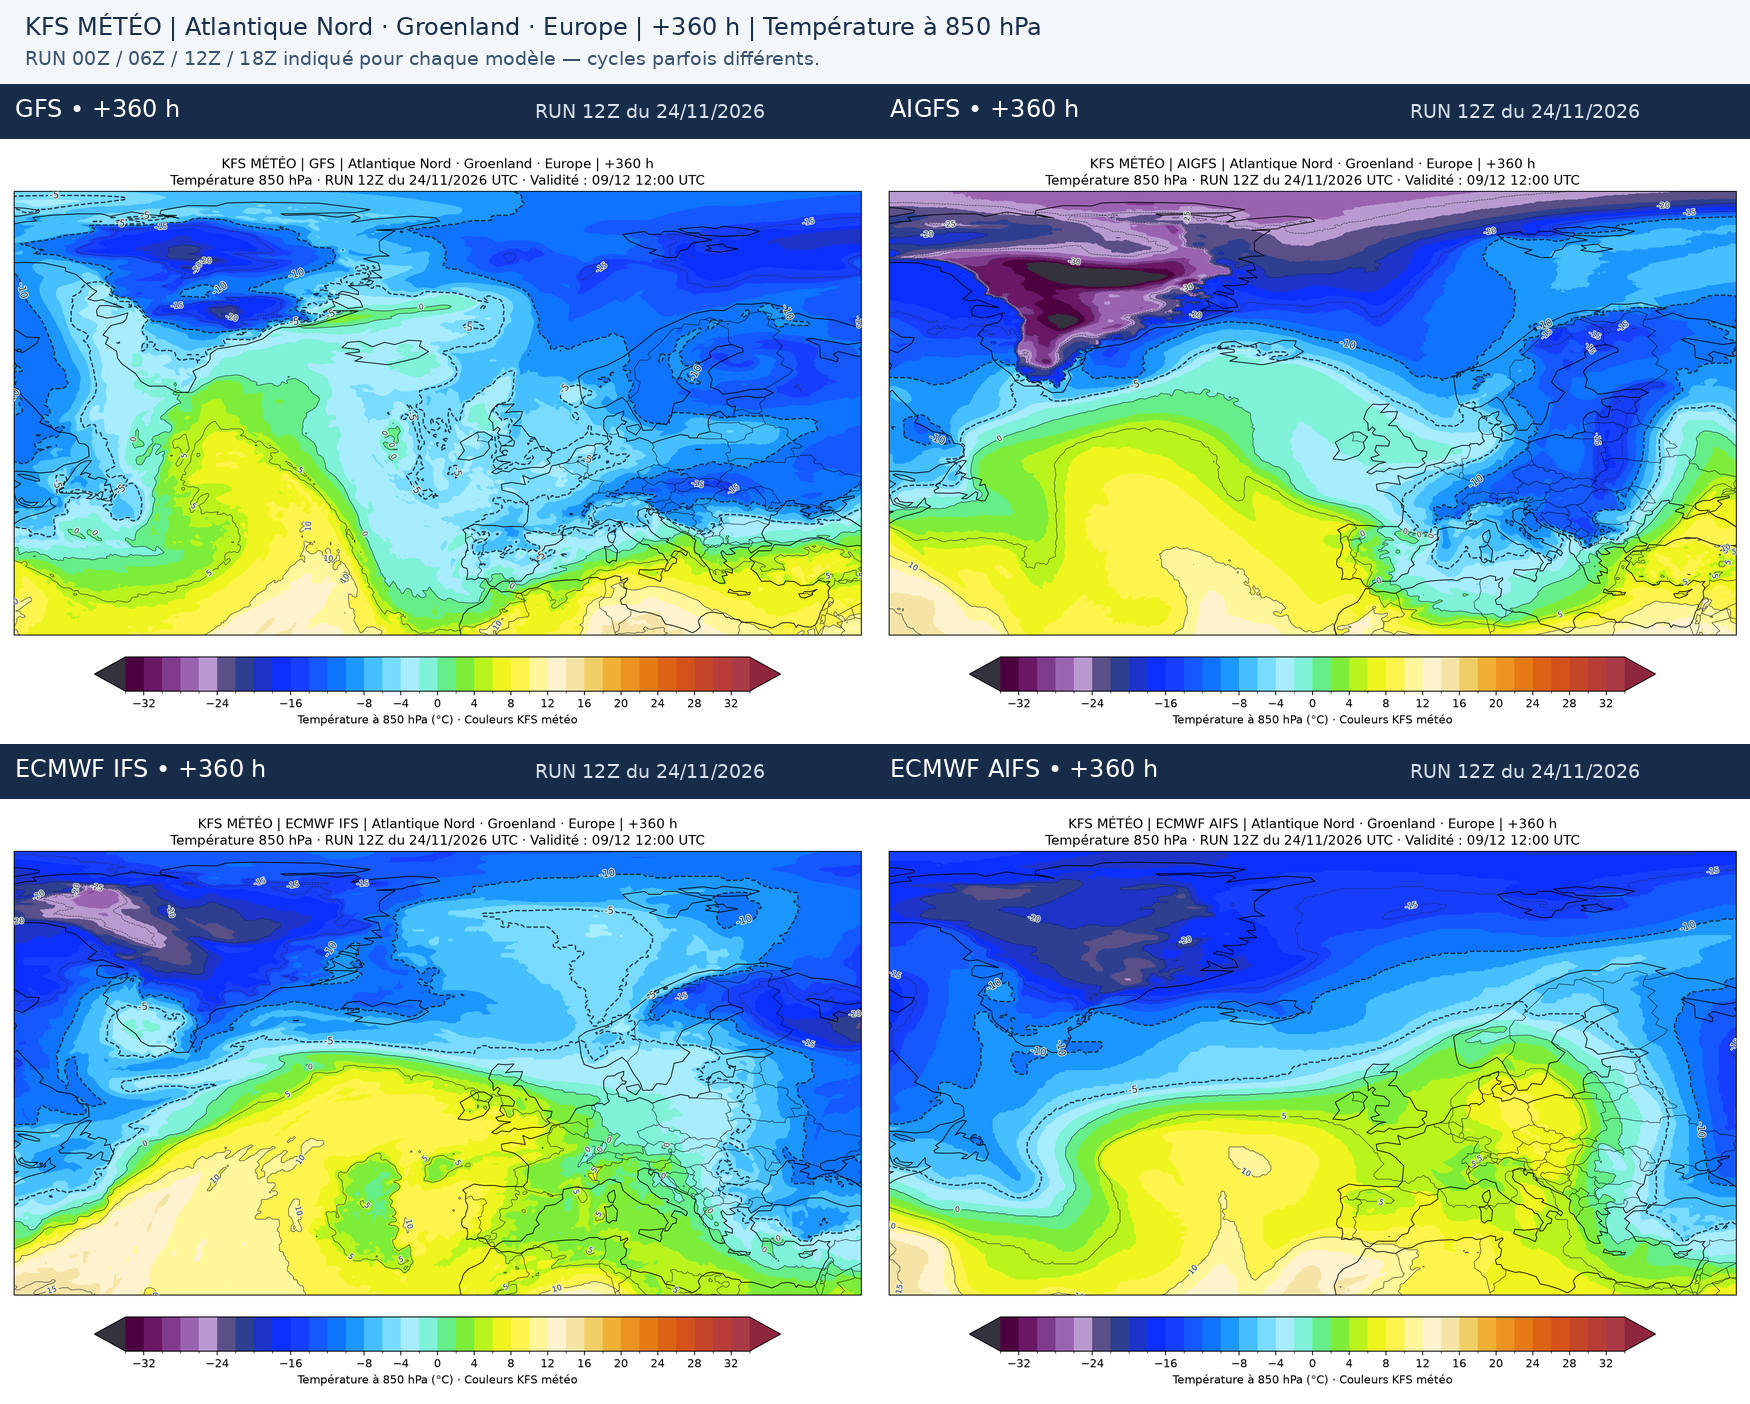 KFS MÉTÉO | Atlantique Nord · Groenland · Europe | +360 h | Température à 850 hPa
RUN 00Z / 06Z / 12Z / 18Z indiqué pour chaque modèle — cycles parfois différents.
GFS • +360 h
RUN 12Z du 24/11/2026
AIGFS • +360 h
RUN 12Z du 24/11/2026
KFS MÉTÉO | GFS | Atlantique Nord · Groenland · Europe | +360 h
Température 850 hPa · RUN 12Z du 24/11/2026 UTC · Validité : 09/12 12:00 UTC
KFS MÉTÉO | AIGFS | Atlantique Nord · Groenland · Europe | +360 h
Température 850 hPa · RUN 12Z du 24/11/2026 UTC · Validité : 09/12 12:00 UTC
−32 −24 −16 −8 −4 0 4 8 12 16 20 24 28 32
Température à 850 hPa (°C) · Couleurs KFS météo
−32 −24 −16 −8 −4 0 4 8 12 16 20 24 28 32
Température à 850 hPa (°C) · Couleurs KFS météo
ECMWF IFS • +360 h
RUN 12Z du 24/11/2026
ECMWF AIFS • +360 h
RUN 12Z du 24/11/2026
KFS MÉTÉO | ECMWF IFS | Atlantique Nord · Groenland · Europe | +360 h
Température 850 hPa · RUN 12Z du 24/11/2026 UTC · Validité : 09/12 12:00 UTC
KFS MÉTÉO | ECMWF AIFS | Atlantique Nord · Groenland · Europe | +360 h
Température 850 hPa · RUN 12Z du 24/11/2026 UTC · Validité : 09/12 12:00 UTC
−32 −24 −16 −8 −4 0 4 8 12 16 20 24 28 32
Température à 850 hPa (°C) · Couleurs KFS météo
−32 −24 −16 −8 −4 0 4 8 12 16 20 24 28 32
Température à 850 hPa (°C) · Couleurs KFS météo